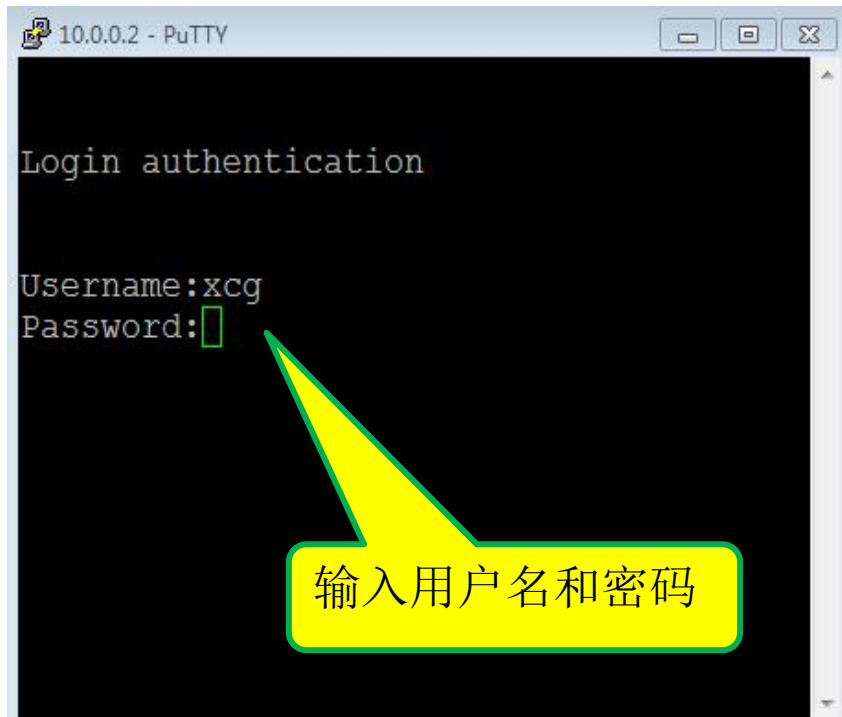 10.0.0.2 - PuTTY
Login authentication
Username:xcg
Password:
输入用户名和密码